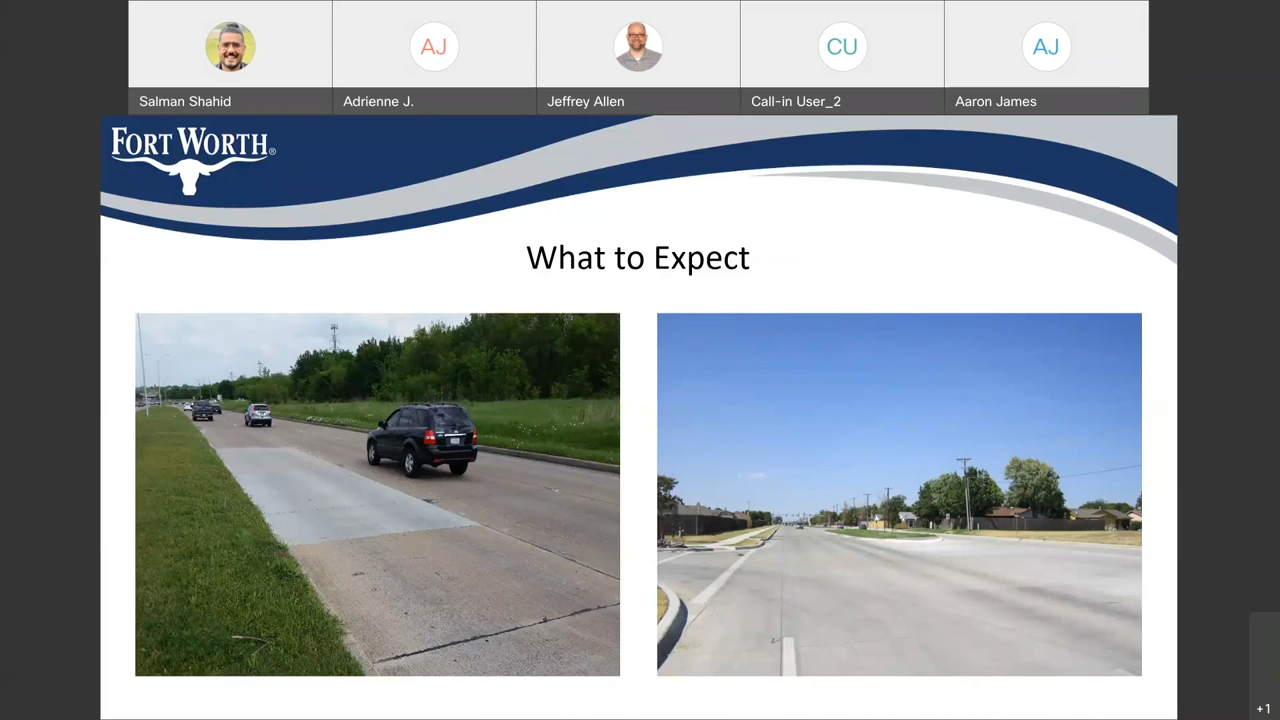 AJ
CU
AJ
Salman Shahid
Adrienne J.
Jeffrey Allen
Call-in User_2
Aaron James
FORT WORTH®
What to Expect
+1